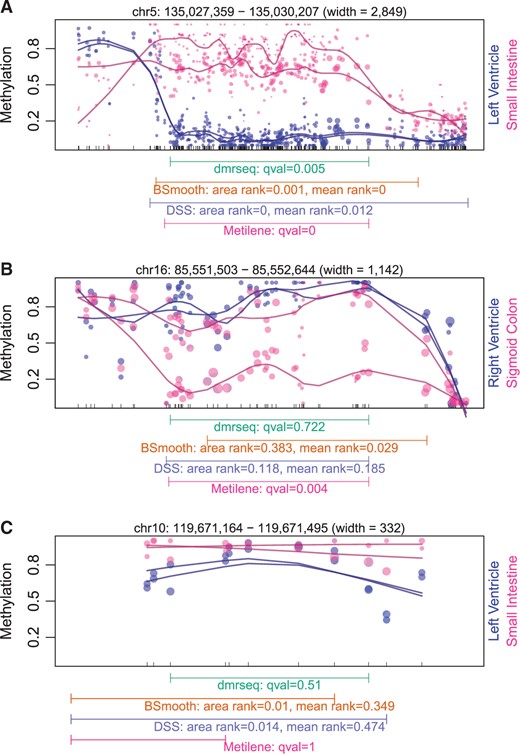 A
chr5: 135,027,359 − 135,030,207 (width = 2,849)
Methylation
0.8
0.5
0.2
Left Ventricle
Small Intestine
dmrseq: qval=0.005
BSmooth: area rank=0.001, mean rank=0
DSS: area rank=0, mean rank=0.012
Metilene: qval=0
B
chr16: 85,551,503 − 85,552,644 (width = 1,142)
Methylation
0.8
0.5
0.2
Right Ventricle
Sigmoid Colon
dmrseq: qval=0.722
BSmooth: area rank=0.383, mean rank=0.029
DSS: area rank=0.118, mean rank=0.185
Metilene: qval=0.004
C
chr10: 119,671,164 − 119,671,495 (width = 332)
Methylation
0.8
0.5
0.2
Left Ventricle
Small Intestine
dmrseq: qval=0.51
BSmooth: area rank=0.01, mean rank=0.349
DSS: area rank=0.014, mean rank=0.474
Metilene: qval=1